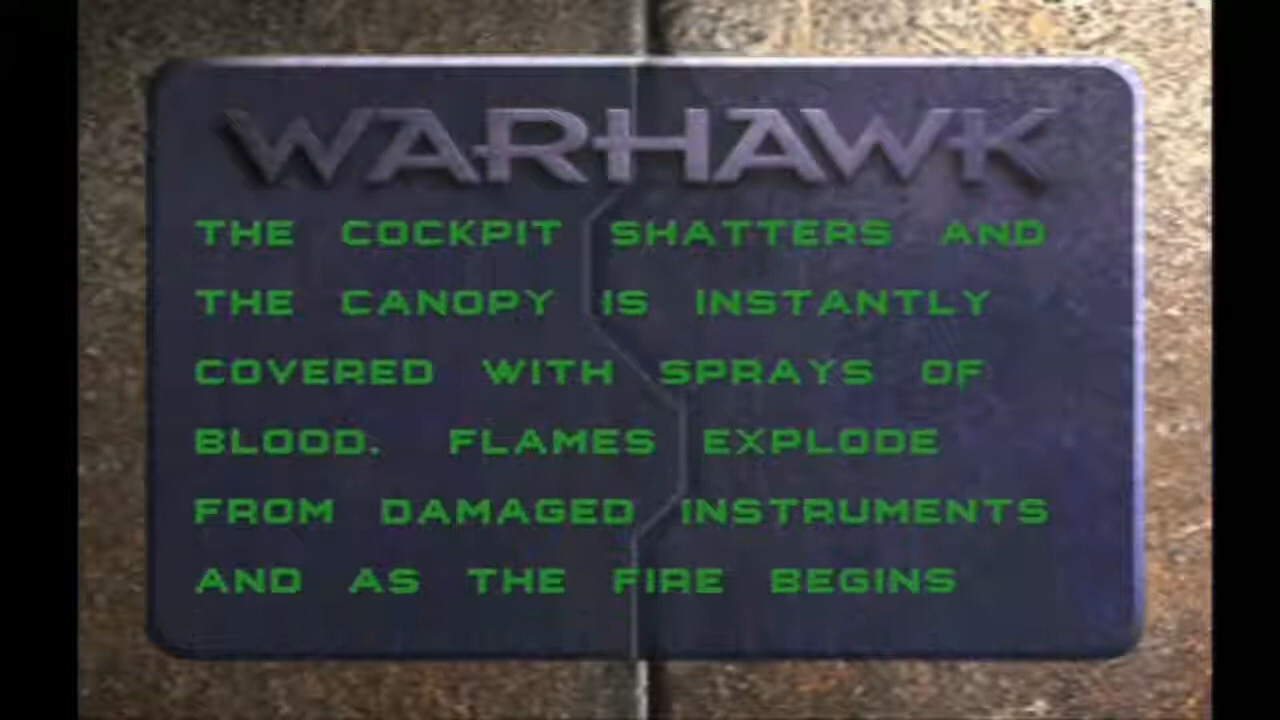 WARHAWK
THE COCKPIT SHATTERS AND
THE CANOPY IS INSTANTLY
COVERED WITH SPRAYS OF
BLOOD. FLAMES EXPLODE
FROM DAMAGED INSTRUMENTS
AND AS THE FIRE BEGINS